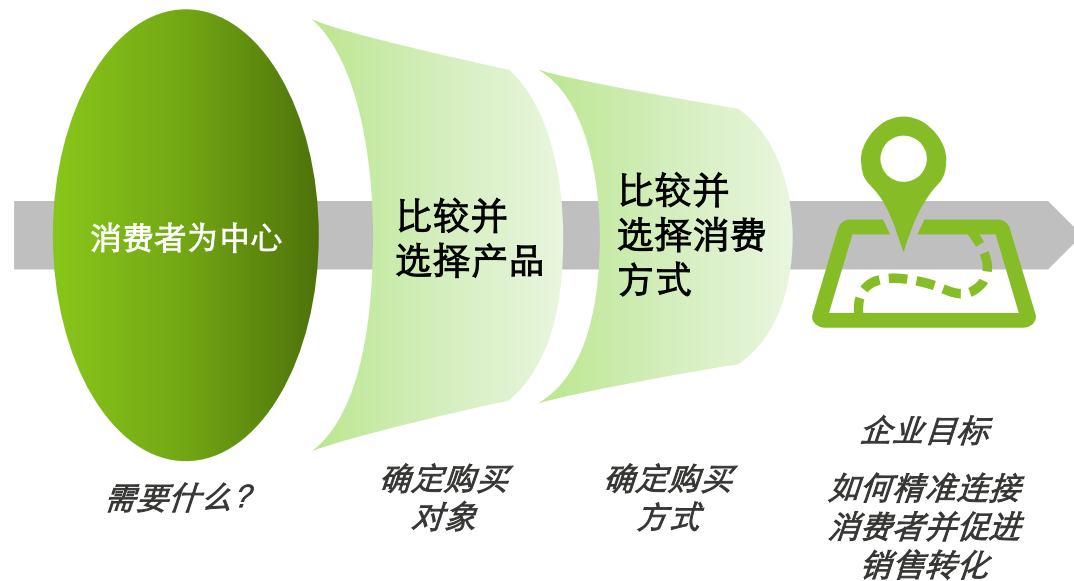 消费者为中心
比较并
选择产品
比较并
选择消费
方式
需要什么？
确定购买
对象
确定购买
方式
企业目标
如何精准连接
消费者并促进
销售转化